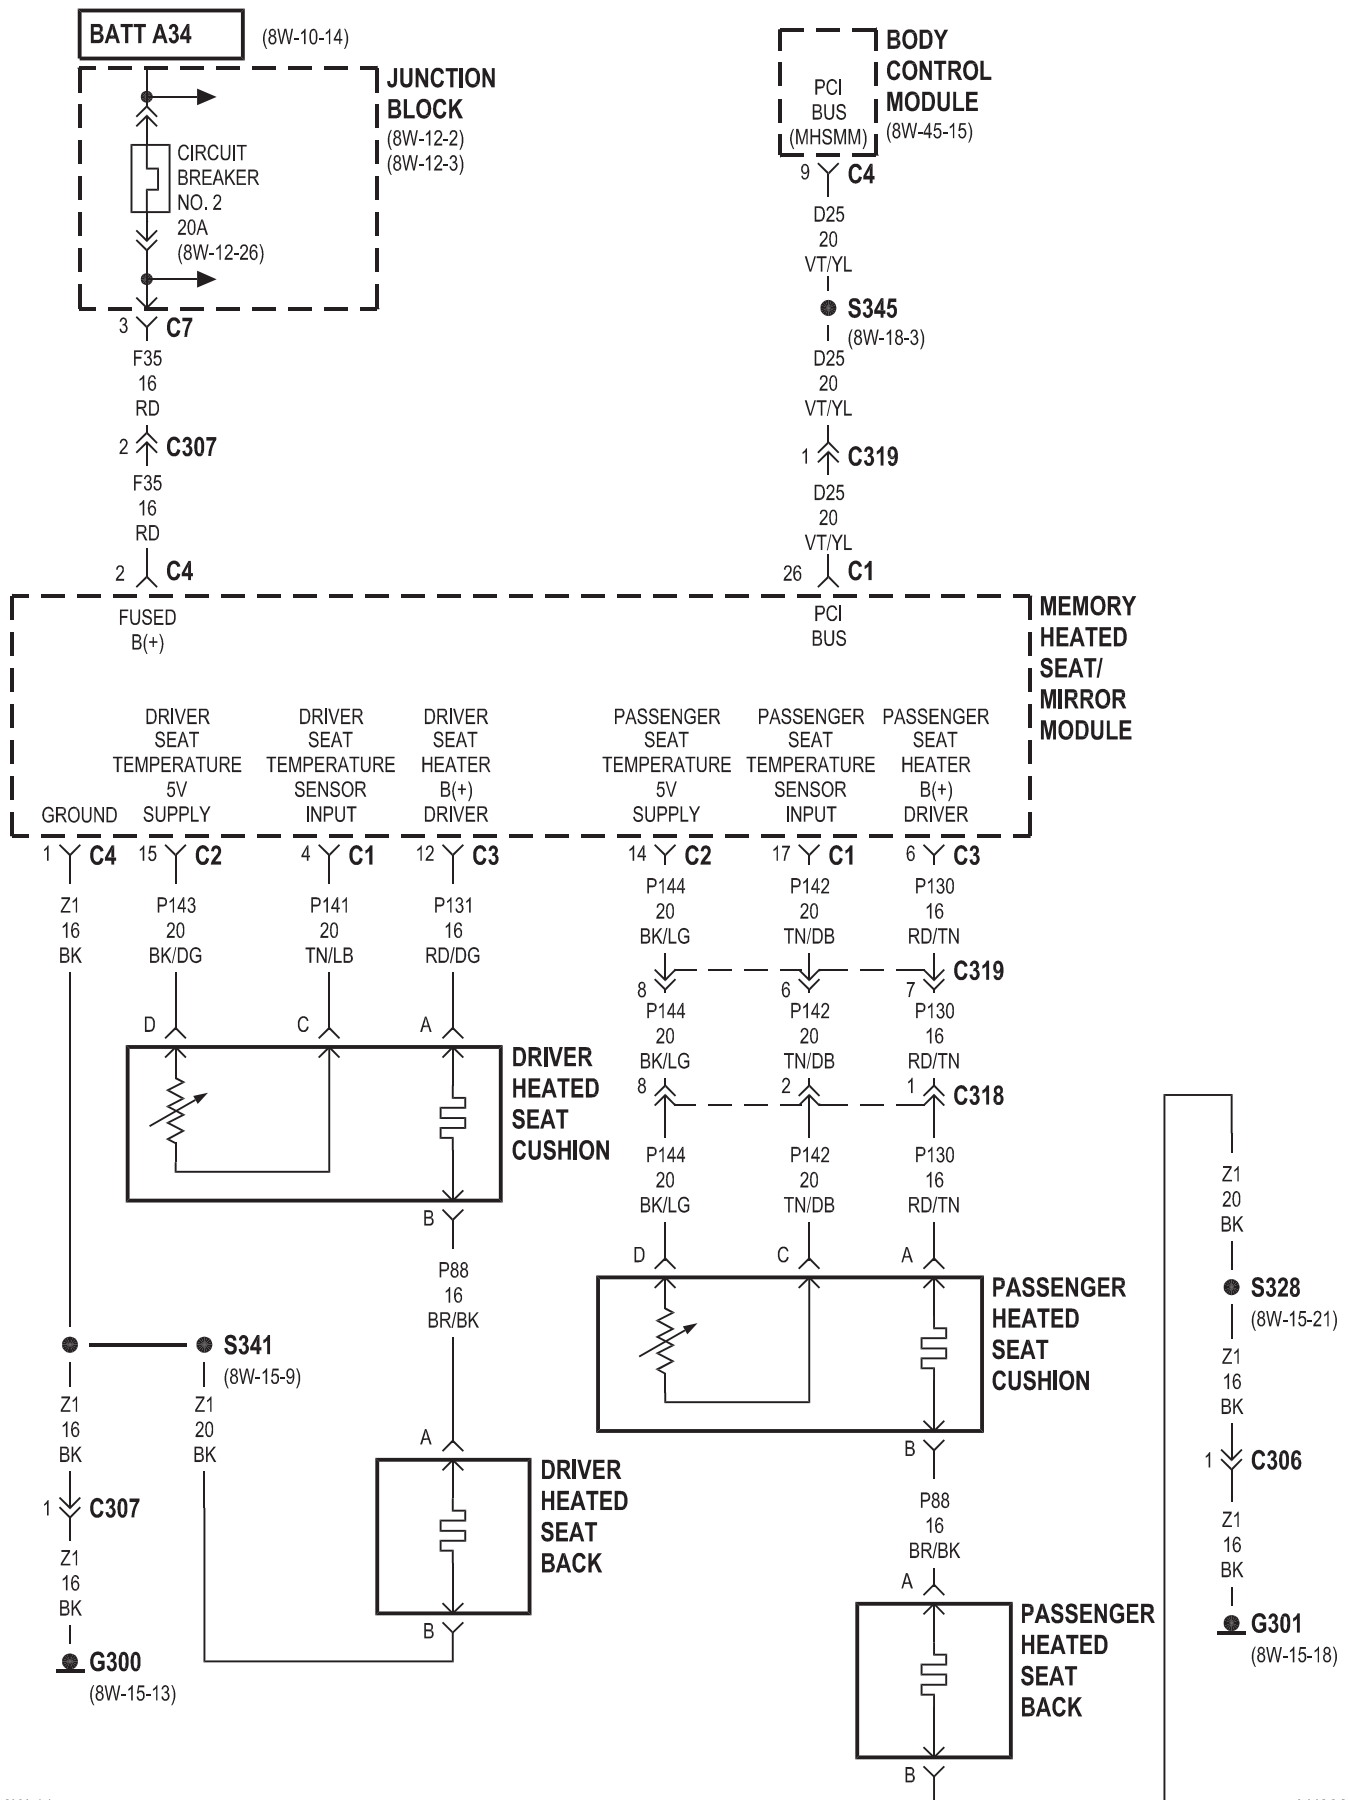 BATT A34
(8W-10-14)
JUNCTION
BLOCK
(8W-12-2)
(8W-12-3)
CIRCUIT
BREAKER
NO. 2
20A
(8W-12-26)
3
C7
F35
16
RD
2
C307
F35
16
RD
2
C4
BODY
CONTROL
MODULE
(8W-45-15)
PCI
BUS
(MHSMM)
9
C4
D25
20
VT/YL
S345
(8W-18-3)
D25
20
VT/YL
1
C319
D25
20
VT/YL
26
C1
FUSED
B(+)
PCI
BUS
MEMORY
HEATED
SEAT/
MIRROR
MODULE
GROUND
DRIVER
SEAT
TEMPERATURE
5V
SUPPLY
DRIVER
SEAT
TEMPERATURE
SENSOR
INPUT
DRIVER
SEAT
HEATER
B(+)
DRIVER
PASSENGER
SEAT
TEMPERATURE
5V
SUPPLY
PASSENGER
SEAT
TEMPERATURE
SENSOR
INPUT
PASSENGER
SEAT
HEATER
B(+)
DRIVER
1
C4
15
C2
4
C1
12
C3
14
C2
17
C1
6
C3
Z1
16
BK
P143
20
BK/DG
P141
20
TN/LB
P131
16
RD/DG
P144
20
BK/LG
P142
20
TN/DB
P130
16
RD/TN
C319
8
6
7
P144
20
BK/LG
P142
20
TN/DB
P130
16
RD/TN
8
2
1
C318
P144
20
BK/LG
P142
20
TN/DB
P130
16
RD/TN
D
C
A
DRIVER
HEATED
SEAT
CUSHION
B
P88
16
BR/BK
D
C
A
PASSENGER
HEATED
SEAT
CUSHION
B
P88
16
BR/BK
S341
(8W-15-9)
Z1
16
BK
Z1
20
BK
1
C307
Z1
16
BK
G300
(8W-15-13)
A
DRIVER
HEATED
SEAT
BACK
B
A
PASSENGER
HEATED
SEAT
BACK
B
Z1
20
BK
S328
(8W-15-21)
Z1
16
BK
1
C306
Z1
16
BK
G301
(8W-15-18)